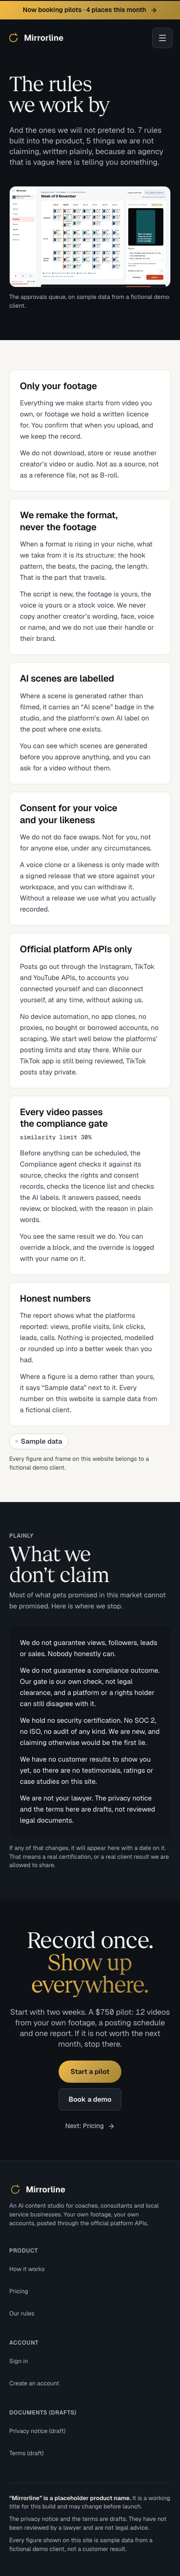 Now booking pilots · 4 places this month →
Mirrorline
The rules
we work by
And the ones we will not pretend to. 7 rules
built into the product, 5 things we are not
claiming, written plainly, because an agency
that is vague here is telling you something.
Week of 9 November
The approvals queue, on sample data from a fictional demo
client.
Only your footage
Everything we make starts from video you
own, or footage we hold a written licence
for. You confirm that when you upload, and
we keep the record.
We do not download, store or reuse another
creator's video or audio. Not as a source, not
as a reference file, not as B-roll.
We remake the format,
never the footage
When a format is rising in your niche, what
we take from it is its structure: the hook
pattern, the beats, the pacing, the length.
That is the part that travels.
The script is new, the footage is yours, the
voice is yours or a stock voice. We never
copy another creator's wording, face, voice
or name, and we do not use their handle or
their brand.
AI scenes are labelled
Where a scene is generated rather than
filmed, it carries an “AI scene” badge in the
studio, and the platform's own AI label on
the post where one exists.
You can see which scenes are generated
before you approve anything, and you can
ask for a video without them.
Consent for your voice
and your likeness
We do not do face swaps. Not for you, not
for anyone else, under any circumstances.
A voice clone or a likeness is only made with
a signed release that we store against your
workspace, and you can withdraw it.
Without a release we use what you actually
recorded.
Official platform APIs only
Posts go out through the Instagram, TikTok
and YouTube APIs, to accounts you
connected yourself and can disconnect
yourself, at any time, without asking us.
No device automation, no app clones, no
proxies, no bought or borrowed accounts, no
scraping. We start well below the platforms'
posting limits and stay there. While our
TikTok app is still being reviewed, TikTok
posts stay private.
Every video passes
the compliance gate
similarity limit 30%
Before anything can be scheduled, the
Compliance agent checks it against its
source, checks the rights and consent
records, checks the licence list and checks
the AI labels. It answers passed, needs
review, or blocked, with the reason in plain
words.
You see the same result we do. You can
override a block, and the override is logged
with your name on it.
Honest numbers
The report shows what the platforms
reported: views, profile visits, link clicks,
leads, calls. Nothing is projected, modelled
or rounded up into a better week than you
had.
Where a figure is a demo rather than yours,
it says “Sample data” next to it. Every
number on this website is sample data from
a fictional client.
Sample data
Every figure and frame on this website belongs to a
fictional demo client.
PLAINLY
What we
don't claim
Most of what gets promised in this market cannot
be promised. Here is where we stop.
We do not guarantee views, followers, leads
or sales. Nobody honestly can.
We do not guarantee a compliance outcome.
Our gate is our own check, not legal
clearance, and a platform or a rights holder
can still disagree with it.
We hold no security certification. No SOC 2,
no ISO, no audit of any kind. We are new, and
claiming otherwise would be the first lie.
We have no customer results to show you
yet, so there are no testimonials, ratings or
case studies on this site.
We are not your lawyer. The privacy notice
and the terms here are drafts, not reviewed
legal documents.
If any of that changes, it will appear here with a date on it.
That means a real certification, or a real client result we are
allowed to share.
Record once.
Show up
everywhere.
Start with two weeks. A $750 pilot: 12 videos
from your own footage, a posting schedule
and one report. If it is not worth the
month, stop there.
Start a pilot
Book a demo
Next: Pricing →
Mirrorline
An AI content studio for coaches, consultants and local
service businesses. Your own footage, your own
accounts, posted through the official platform APIs.
PRODUCT
How it works
Pricing
Our rules
ACCOUNT
Sign in
Create an account
DOCUMENTS (DRAFTS)
Privacy notice (draft)
Terms (draft)
“Mirrorline” is a placeholder product name. It is a working
title for this build and may change before launch.
The privacy notice and the terms are drafts. They have not
been reviewed by a lawyer and are not legal advice.
Every figure shown on this site is sample data from a
fictional demo client, not a customer result.